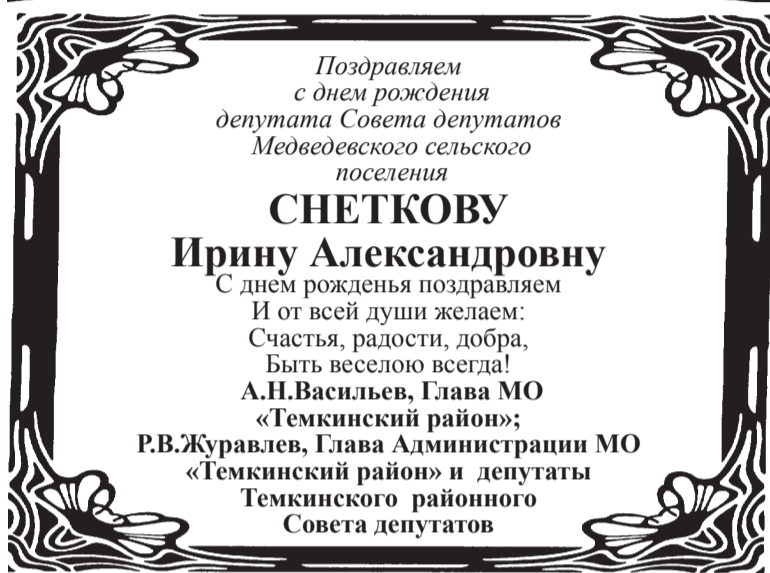 Поздравляем
с днем рождения
депутата Совета депутатов
Медведевского сельского
поселения
СНЕТКОВУ
Ирину Александровну
С днем рожденья поздравляем
И от всей души желаем:
Счастья, радости, добра,
Быть веселою всегда!
А.Н.Васильев, Глава МО
«Темкинский район»;
Р.В.Журавлев, Глава Администрации МО
«Темкинский район» и  депутаты
Темкинского  районного
Совета депутатов